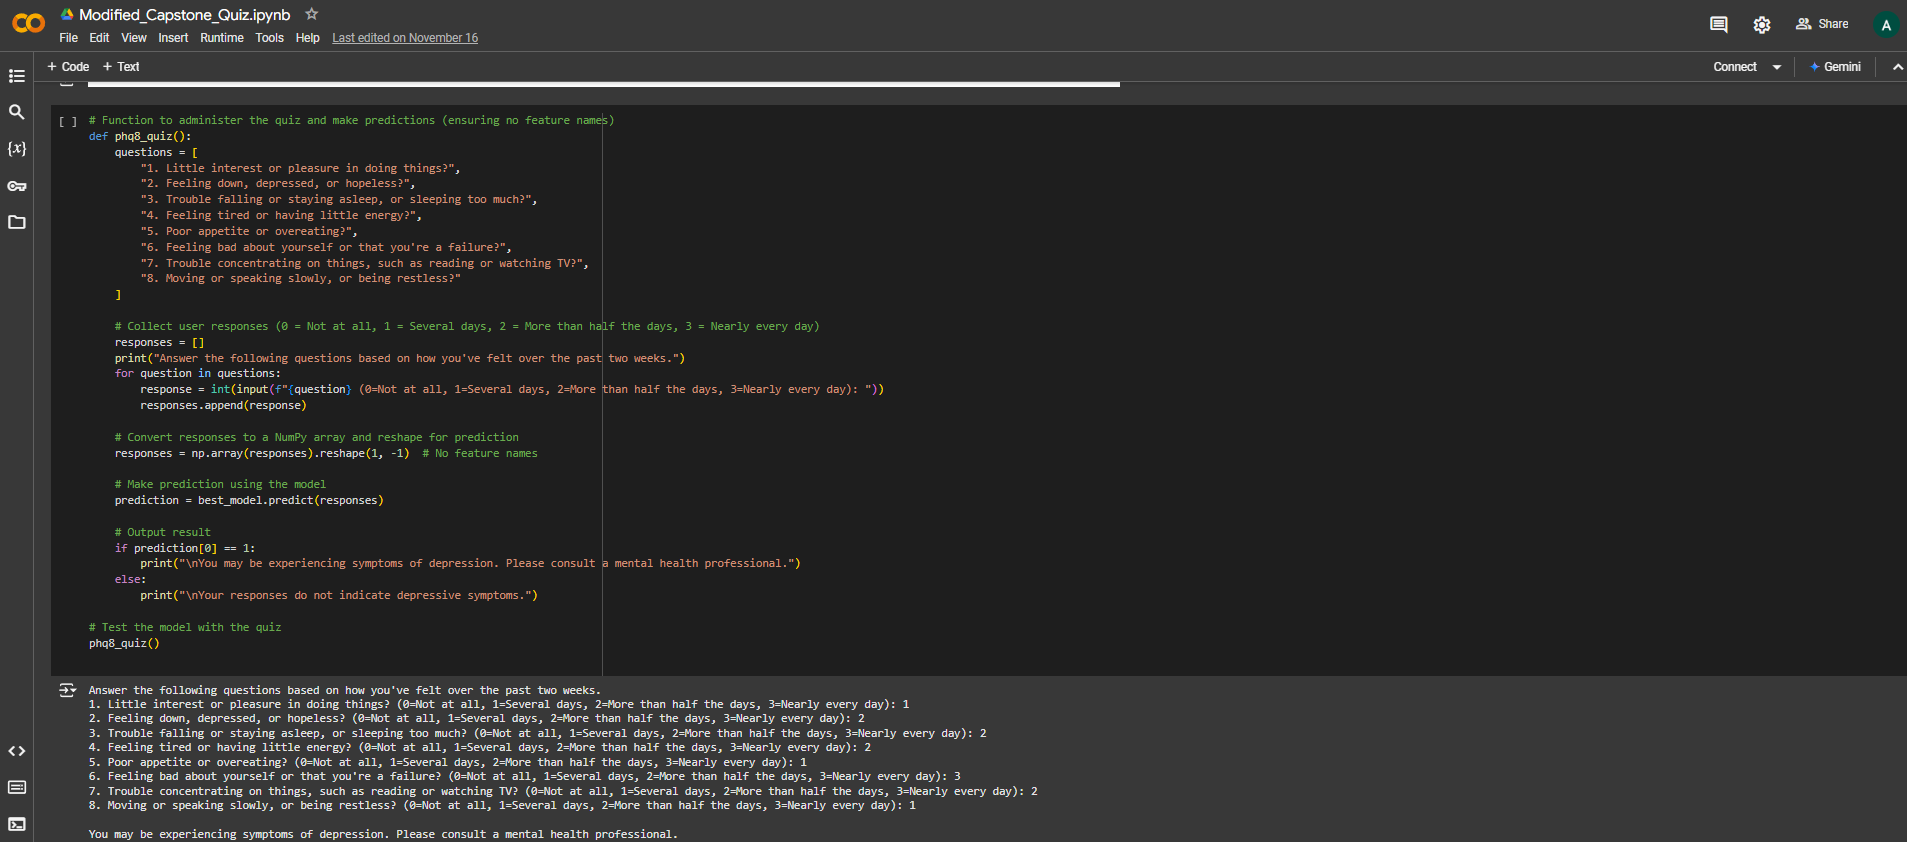 Modified_Capstone_Quiz.ipynb
File Edit View Insert Runtime Tools Help Last edited on November 16
Share
A
+ Code + Text
Connect
Gemini
[ ] # Function to administer the quiz and make predictions (ensuring no feature names)
def phq8_quiz():
    questions = [
        "1. Little interest or pleasure in doing things?",
        "2. Feeling down, depressed, or hopeless?",
        "3. Trouble falling or staying asleep, or sleeping too much?",
        "4. Feeling tired or having little energy?",
        "5. Poor appetite or overeating?",
        "6. Feeling bad about yourself or that you're a failure?",
        "7. Trouble concentrating on things, such as reading or watching TV?",
        "8. Moving or speaking slowly, or being restless?"
    ]
    # Collect user responses (0 = Not at all, 1 = Several days, 2 = More than half the days, 3 = Nearly every day)
    responses = []
    print("Answer the following questions based on how you've felt over the past two weeks.")
    for question in questions:
        response = int(input(f"{question} (0=Not at all, 1=Several days, 2=More than half the days, 3=Nearly every day): "))
        responses.append(response)
    # Convert responses to a NumPy array and reshape for prediction
    responses = np.array(responses).reshape(1, -1)  # No feature names
    # Make prediction using the model
    prediction = best_model.predict(responses)
    # Output result
    if prediction[0] == 1:
        print("\nYou may be experiencing symptoms of depression. Please consult a mental health professional.")
    else:
        print("\nYour responses do not indicate depressive symptoms.")
# Test the model with the quiz
phq8_quiz()
Answer the following questions based on how you've felt over the past two weeks.
1. Little interest or pleasure in doing things? (0=Not at all, 1=Several days, 2=More than half the days, 3=Nearly every day): 1
2. Feeling down, depressed, or hopeless? (0=Not at all, 1=Several days, 2=More than half the days, 3=Nearly every day): 2
3. Trouble falling or staying asleep, or sleeping too much? (0=Not at all, 1=Several days, 2=More than half the days, 3=Nearly every day): 2
4. Feeling tired or having little energy? (0=Not at all, 1=Several days, 2=More than half the days, 3=Nearly every day): 2
5. Poor appetite or overeating? (0=Not at all, 1=Several days, 2=More than half the days, 3=Nearly every day): 1
6. Feeling bad about yourself or that you're a failure? (0=Not at all, 1=Several days, 2=More than half the days, 3=Nearly every day): 3
7. Trouble concentrating on things, such as reading or watching TV? (0=Not at all, 1=Several days, 2=More than half the days, 3=Nearly every day): 2
8. Moving or speaking slowly, or being restless? (0=Not at all, 1=Several days, 2=More than half the days, 3=Nearly every day): 1
You may be experiencing symptoms of depression. Please consult a mental health professional.